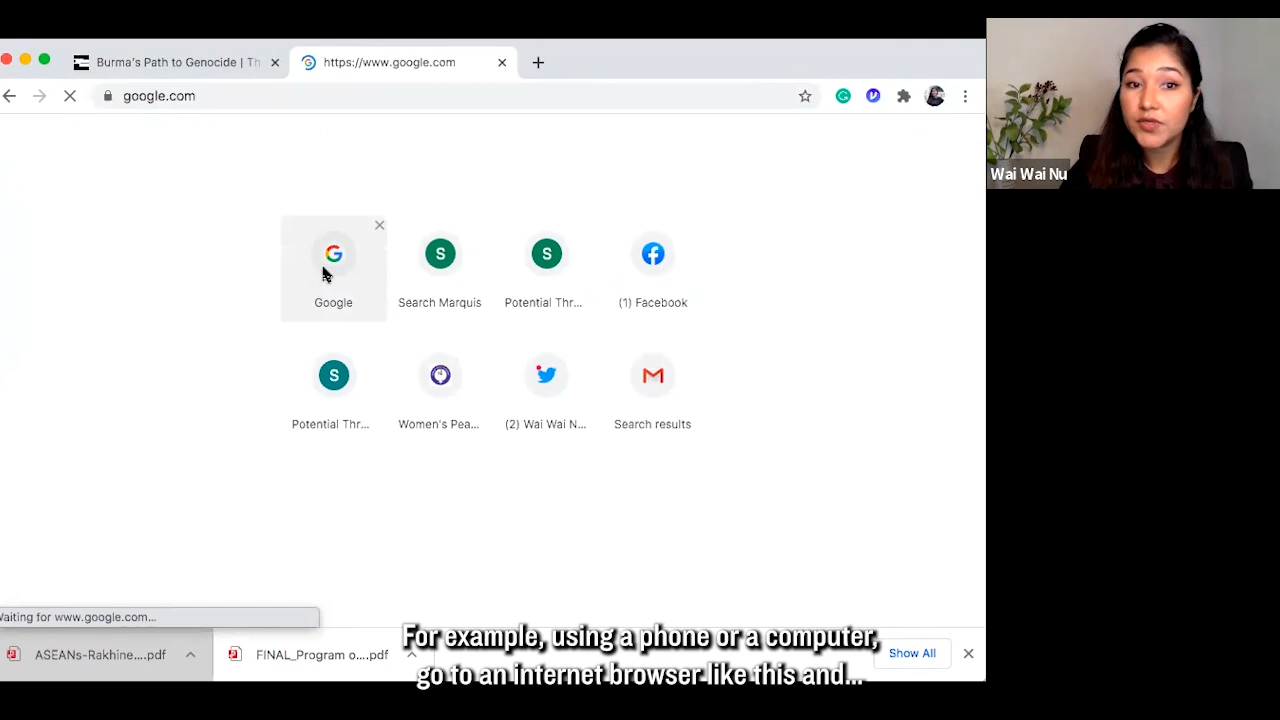 Burma's Path to Genocide | Th
https://www.google.com
google.com
Wai Wai Nu
Google
S
Search Marquis
S
Potential Thr...
(1) Facebook
S
Potential Thr...
Women's Pea...
(2) Wai Wai N...
Search results
Waiting for www.google.com...
ASEANs-Rakhine....pdf
FINAL_Program o....pdf
Show All
For example, using a phone or a computer,
go to an internet browser like this and...